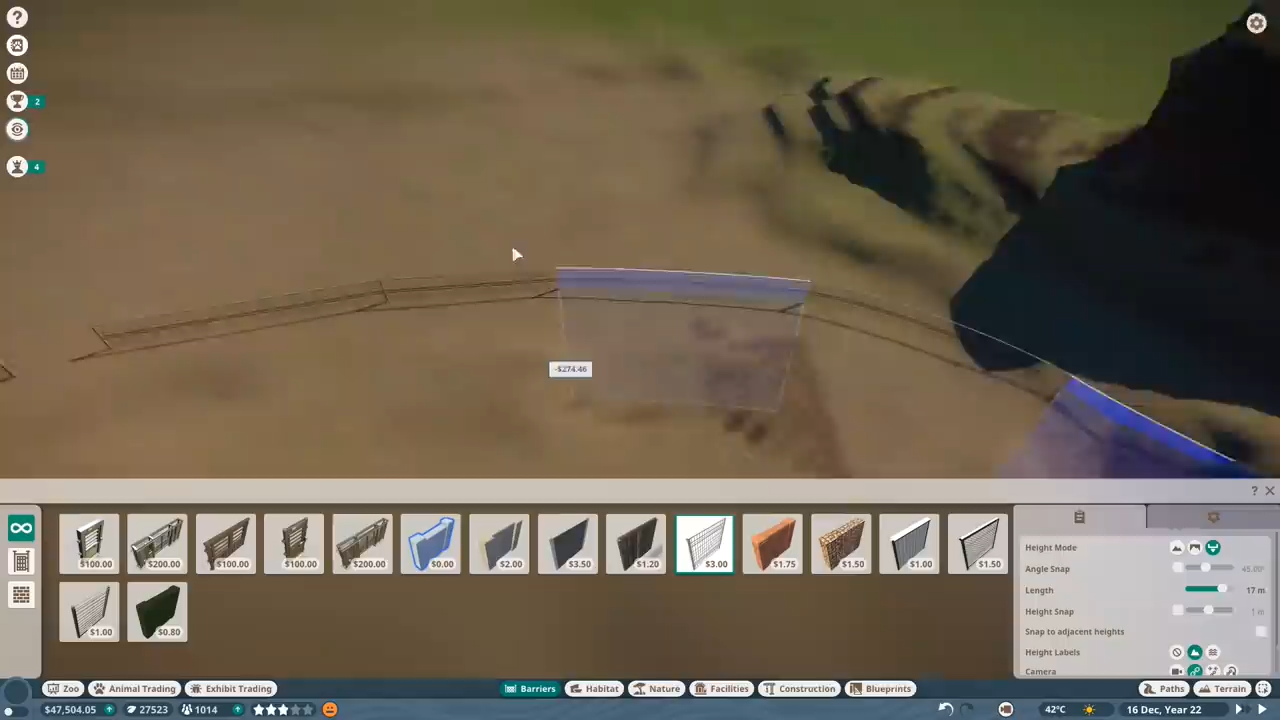 ?
2
4
-$274.46
?
$100.00 $200.00 $100.00 $100.00 $200.00 $0.00 $2.00 $3.50 $1.20 $3.00 $1.75 $1.50 $1.00 $1.50
$1.00 $0.80
Height Mode
Angle Snap 45.00°
Length 17 m
Height Snap 1 m
Snap to adjacent heights
Height Labels
Camera
Zoo Animal Trading Exhibit Trading Barriers Habitat Nature Facilities Construction Blueprints Paths Terrain
$47,504.05 27523 1014 42°C 16 Dec, Year 22